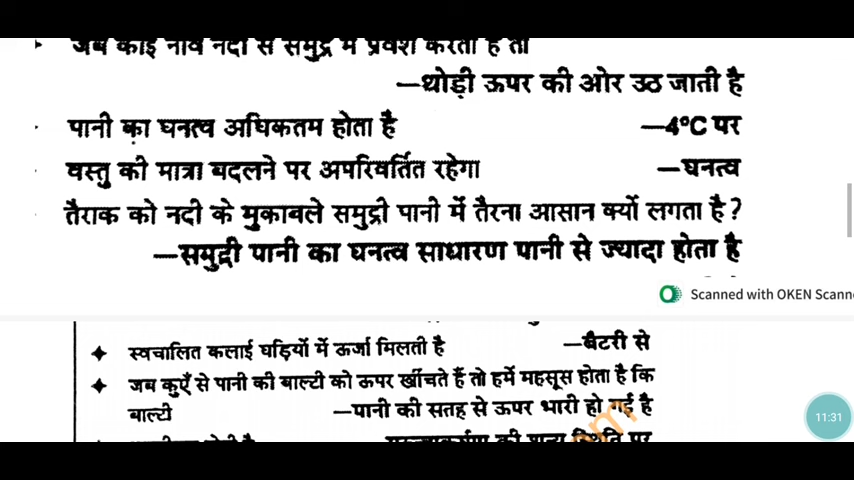 जब कोई नाव नदी से समुद्र में प्रवेश करती है तो
—थोड़ी ऊपर की ओर उठ जाती है
पानी का घनत्व अधिकतम होता है —4°C पर
वस्तु की मात्रा बदलने पर अपरिवर्तित रहेगा —घनत्व
तैराक को नदी के मुकाबले समुद्री पानी में तैरना आसान क्यों लगता है?
—समुद्री पानी का घनत्व साधारण पानी से ज्यादा होता है
Scanned with OKEN Scann
स्वचालित कलाई घड़ियों में ऊर्जा मिलती है —बैटरी से
जब कुएँ से पानी की बाल्टी को ऊपर खींचते हैं तो हमें महसूस होता है कि
बाल्टी —पानी की सतह से ऊपर भारी हो गई है
11:31
की शून्य स्थिति पर